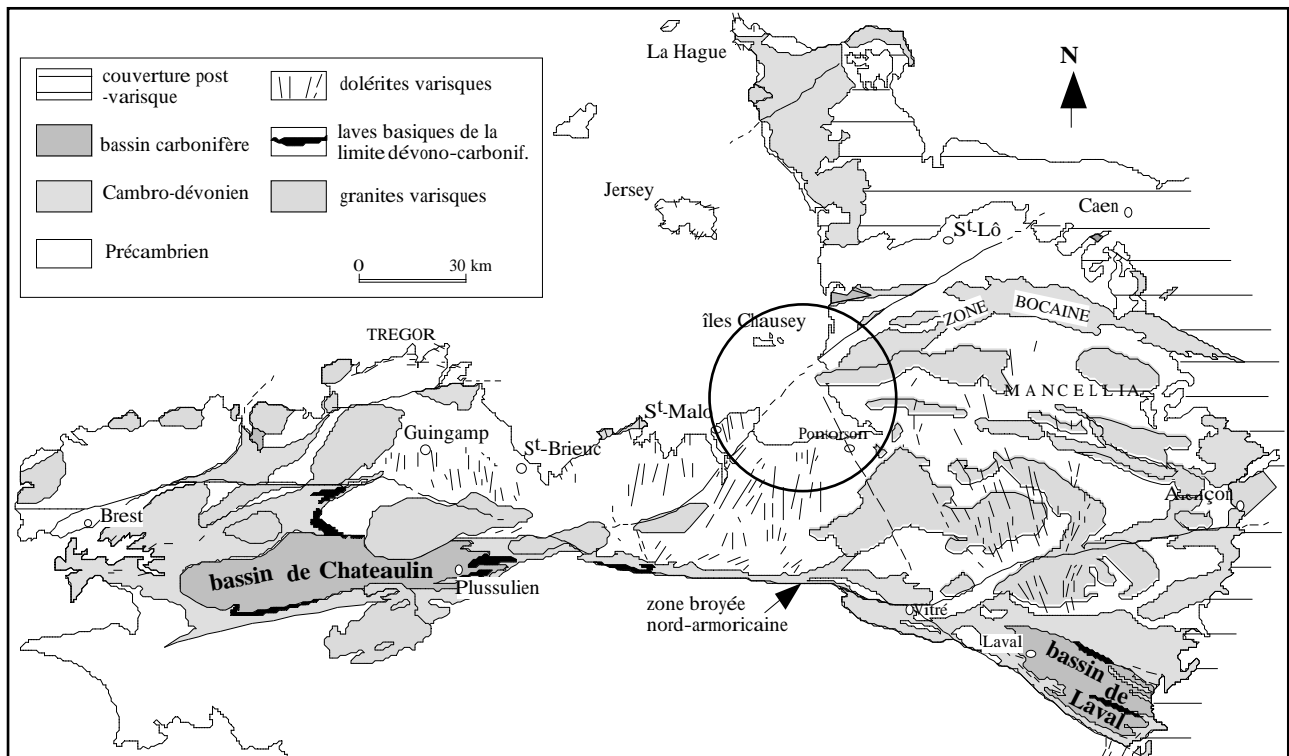 couverture post
-varisque
bassin carbonifère
Cambro-dévonien
Précambrien
dolérites varisques
laves basiques de la
limite dévono-carbonif.
granites varisques
0 30 km
La Hague
N
Jersey
Caen
St-Lô
îles Chausey
ZONE BOCAINE
TREGOR
MANCELLIA
St-Malo
Guingamp
St-Brieuc
Pontorson
Alençon
Brest
bassin de Chateaulin
Plussulien
zone broyée
nord-armoricaine
Vitré
Laval
bassin de
Laval